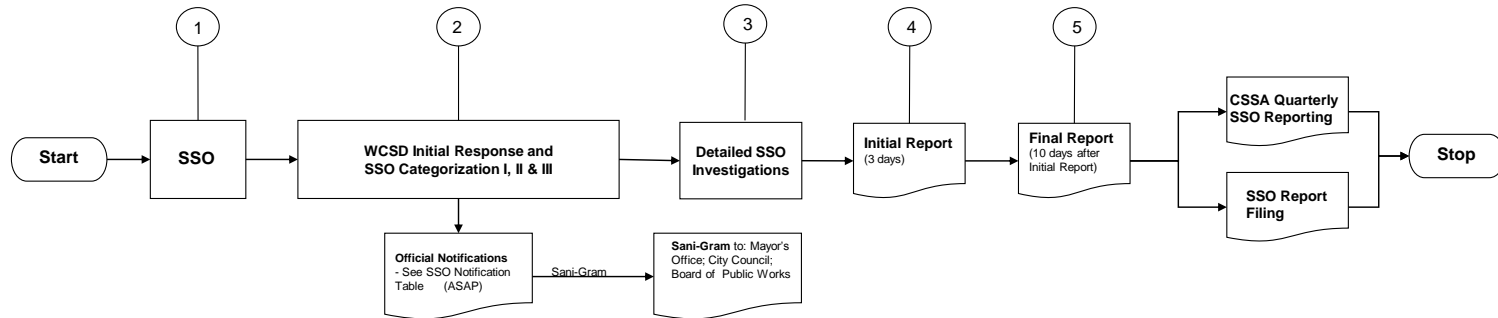 1
2
3
4
5
Start
SSO
WCSD Initial Response and
SSO Categorization I, II & III
Detailed SSO
Investigations
Initial Report
(3 days)
Final Report
(10 days after
Initial Report)
CSSA Quarterly
SSO Reporting
SSO Report
Filing
Stop
Official Notifications
- See SSO Notification
Table (ASAP)
Sani-Gram
Sani-Gram to: Mayor's
Office; City Council;
Board of Public Works